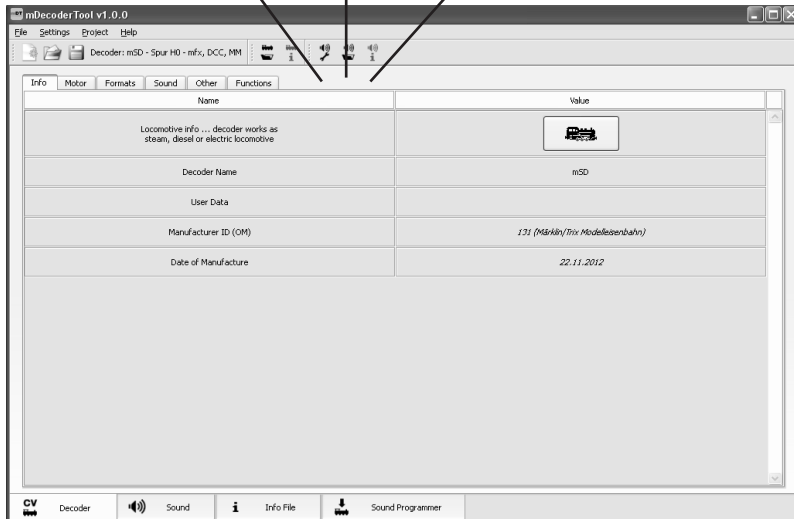 mDecoderTool v1.0.0
File Settings Project Help
Decoder: mSD - Spur H0 - mfx, DCC, MM
Info Motor Formats Sound Other Functions
Name Value
Locomotive info ... decoder works as
steam, diesel or electric locomotive
Decoder Name mSD
User Data
Manufacturer ID (OM) 131 (Märklin/Trix Modelleisenbahn)
Date of Manufacture 22.11.2012
CV Decoder Sound i Info File Sound Programmer